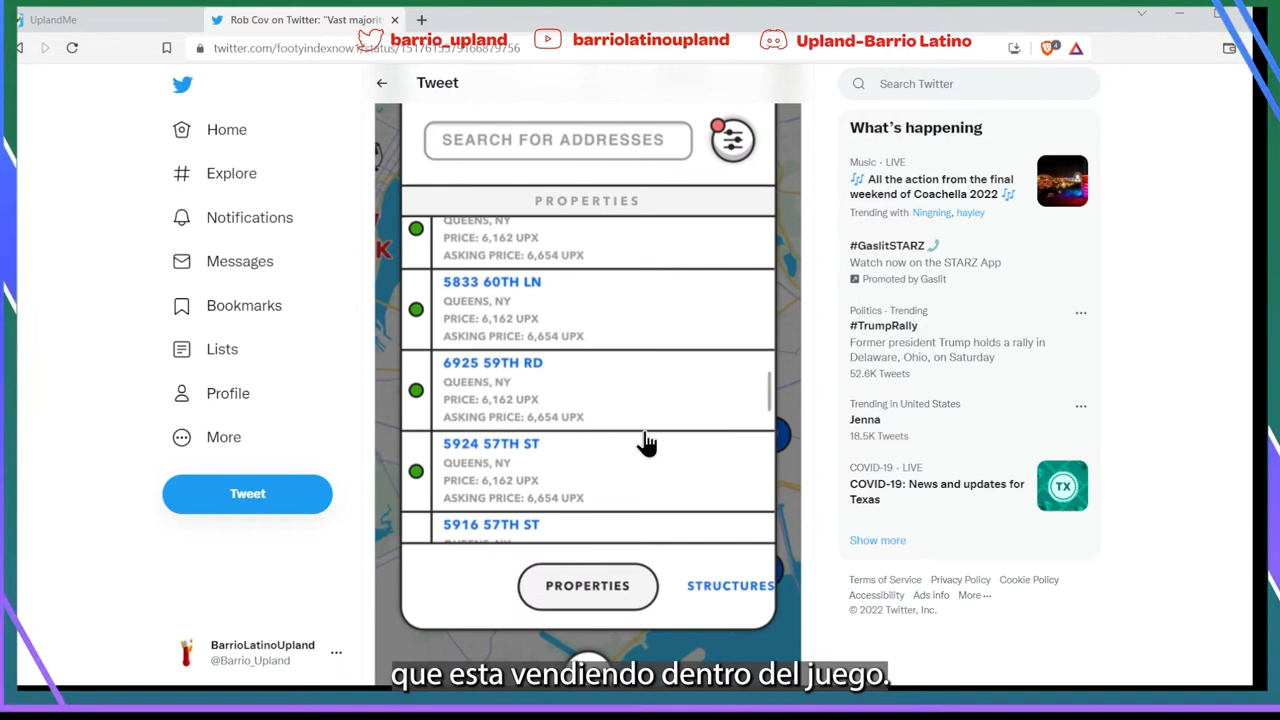 UplandMe
Rob Cov on Twitter: "Vast majorit
barrio_upland
barriolatinoupland
Upland-Barrio Latino
Home
Explore
Notifications
Messages
Bookmarks
Lists
Profile
More
Tweet
BarrioLatinoUpland
@Barrio_Upland
Tweet
SEARCH FOR ADDRESSES
PROPERTIES
QUEENS, NY
PRICE: 6,162 UPX
ASKING PRICE: 6,654 UPX
5833 60TH LN
QUEENS, NY
PRICE: 6,162 UPX
ASKING PRICE: 6,654 UPX
6925 59TH RD
QUEENS, NY
PRICE: 6,162 UPX
ASKING PRICE: 6,654 UPX
5924 57TH ST
QUEENS, NY
PRICE: 6,162 UPX
ASKING PRICE: 6,654 UPX
5916 57TH ST
QUEENS, NY
PROPERTIES
STRUCTURES
Search Twitter
What's happening
Music · LIVE
🎶 All the action from the final
weekend of Coachella 2022 🎶
Trending with Ningning, hayley
#GaslitSTARZ
Watch now on the STARZ App
Promoted by Gaslit
Politics · Trending
#TrumpRally
Former president Trump holds a rally in
Delaware, Ohio, on Saturday
52.6K Tweets
Trending in United States
Jenna
18.5K Tweets
COVID-19 · LIVE
COVID-19: News and updates for
Texas
TX
Show more
Terms of Service Privacy Policy Cookie Policy
Accessibility Ads info More ···
© 2022 Twitter, Inc.
que esta vendiendo dentro del juego.